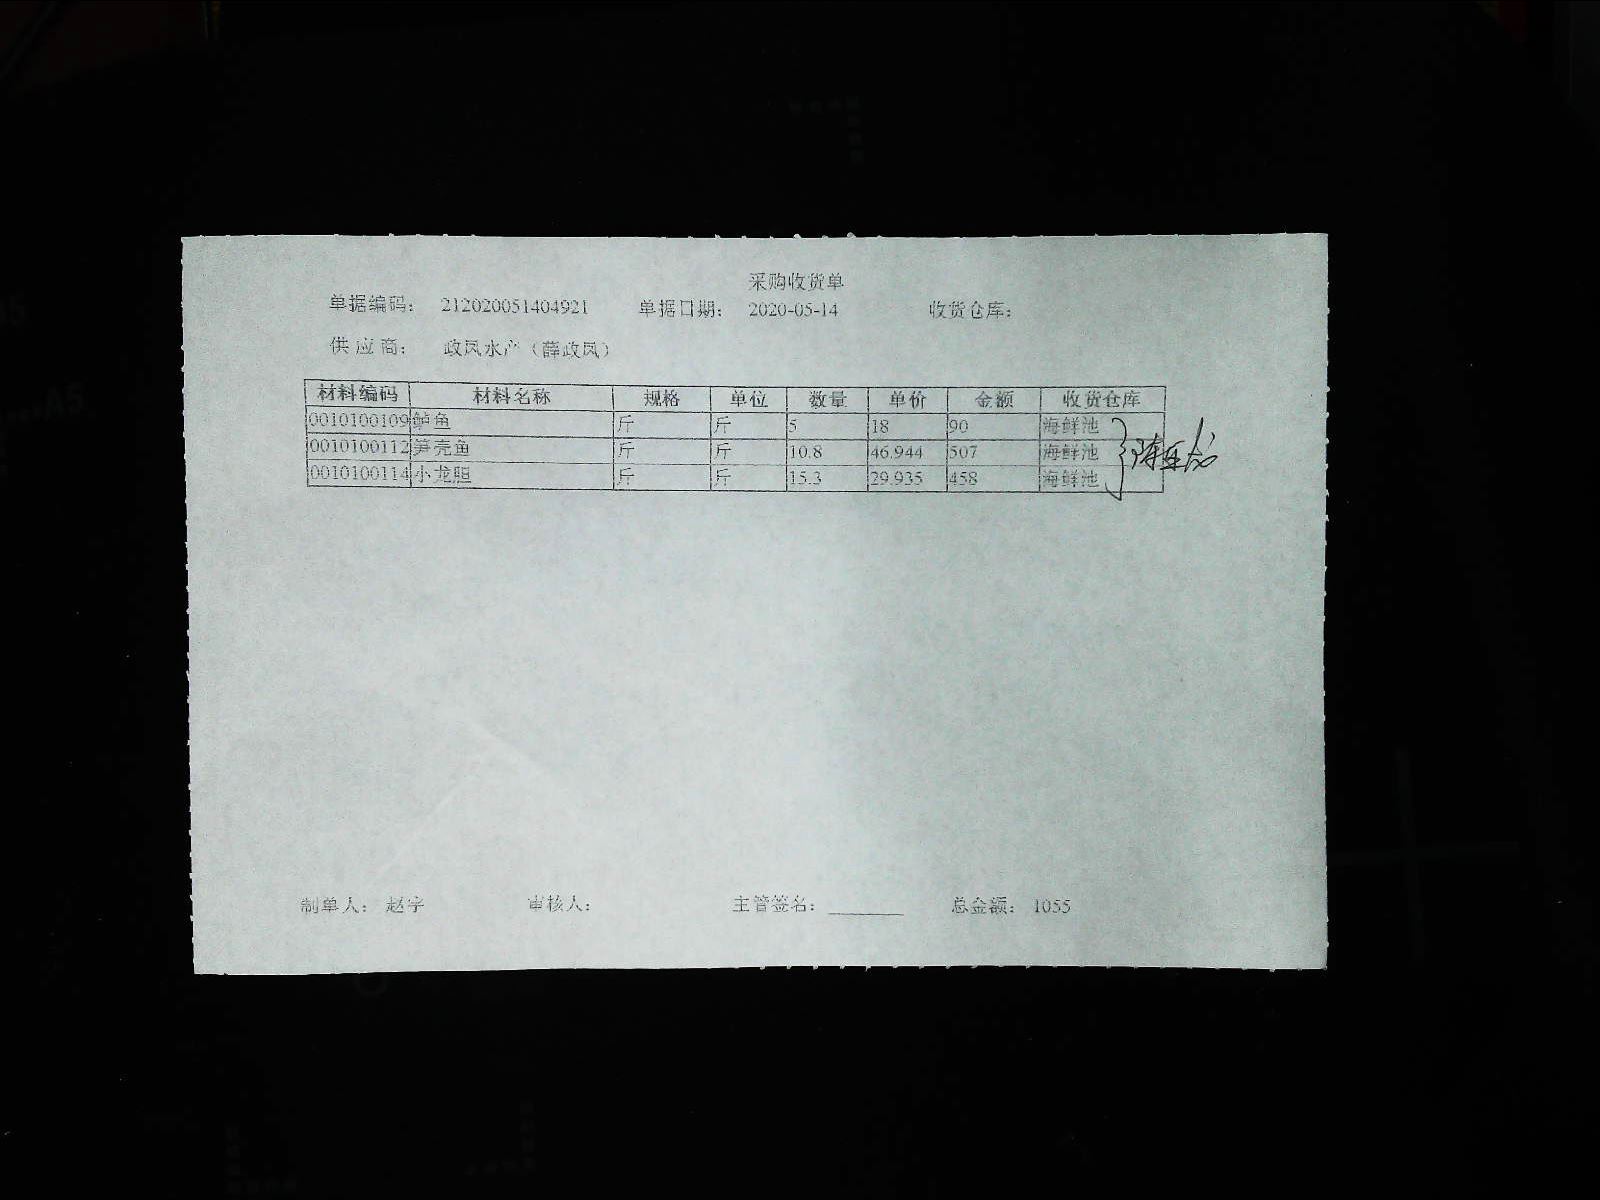 采购收货单
单据编码： 212020051404921 单据日期： 2020-05-14 收货仓库：
供 应 商： 政凤水产（薛政凤）
材料编码 材料名称 规格 单位 数量 单价 金额 收货仓库
0010100109 鲈鱼 斤 斤 5 18 90 海鲜池
0010100112 笋壳鱼 斤 斤 10.8 46.944 507 海鲜池
0010100114 小龙胆 斤 斤 15.3 29.935 458 海鲜池
制单人： 赵宇 审核人： 主管签名： 总金额： 1055